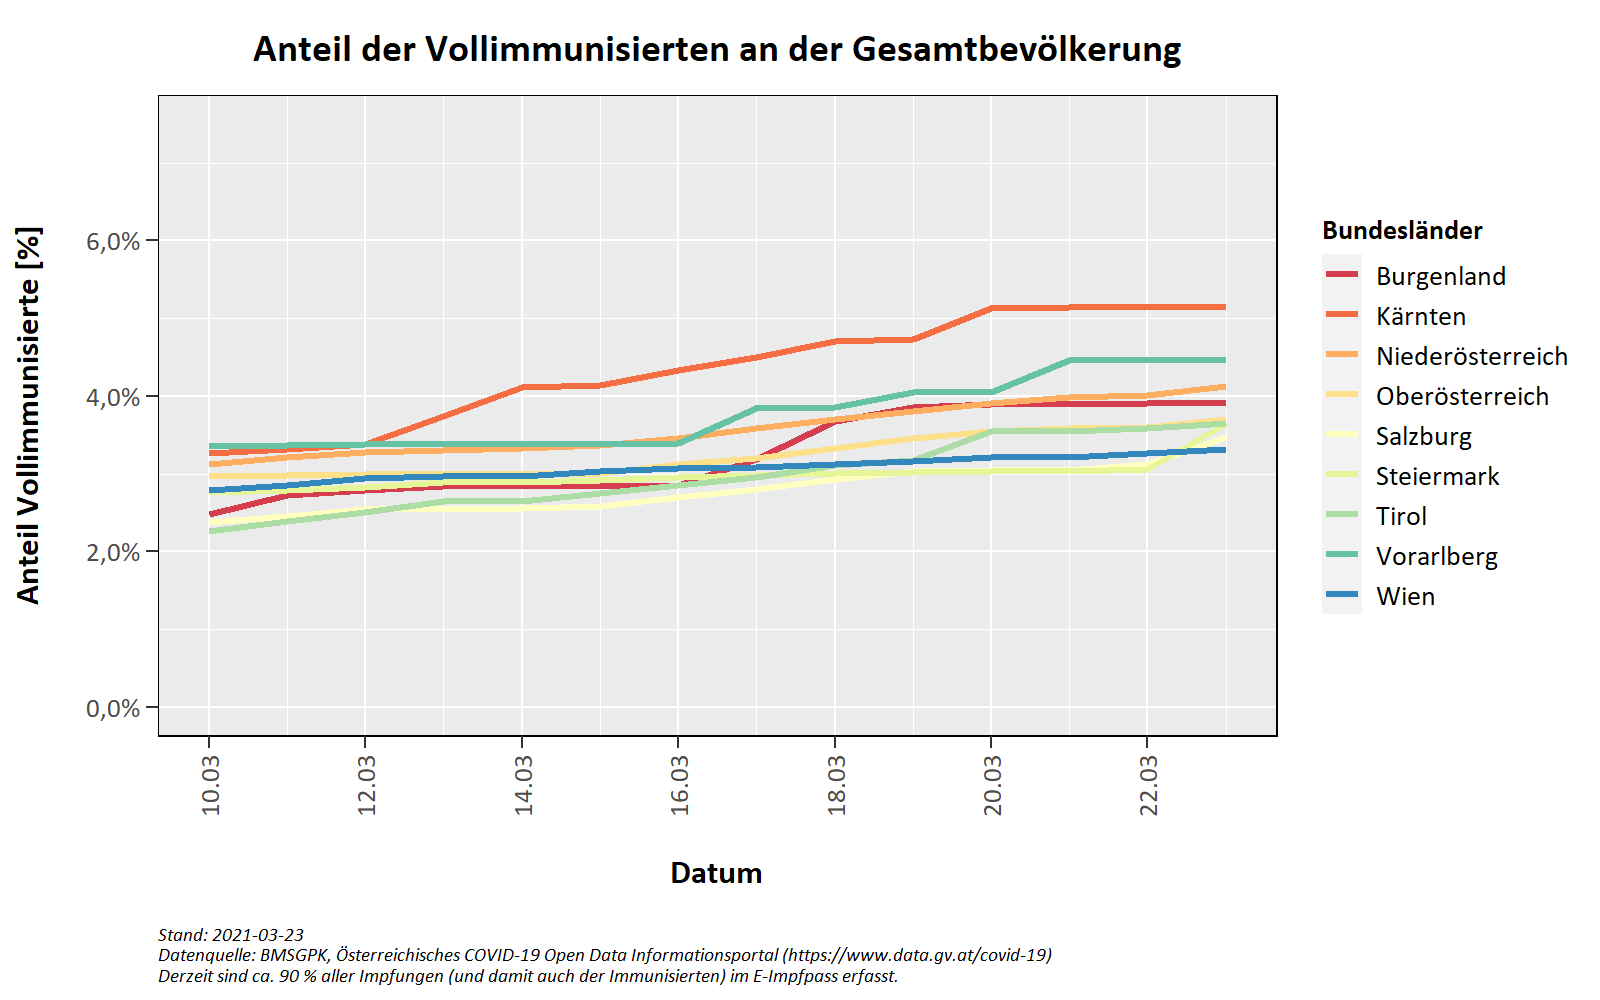 Anteil der Vollimmunisierten an der Gesamtbevölkerung
Anteil Vollimmunisierte [%]
6,0%
4,0%
2,0%
0,0%
10.03
12.03
14.03
16.03
18.03
20.03
22.03
Datum
Bundesländer
Burgenland
Kärnten
Niederösterreich
Oberösterreich
Salzburg
Steiermark
Tirol
Vorarlberg
Wien
Stand: 2021-03-23
Datenquelle: BMSGPK, Österreichisches COVID-19 Open Data Informationsportal (https://www.data.gv.at/covid-19)
Derzeit sind ca. 90 % aller Impfungen (und damit auch der Immunisierten) im E-Impfpass erfasst.